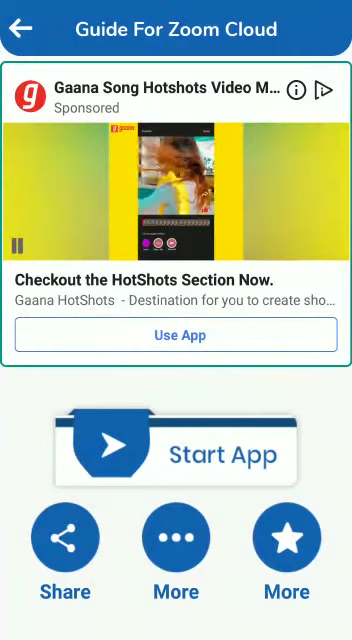 Guide For Zoom Cloud
Gaana Song Hotshots Video M...
Sponsored
gaana
Checkout the HotShots Section Now.
Gaana HotShots - Destination for you to create sho...
Use App
Start App
Share
More
More